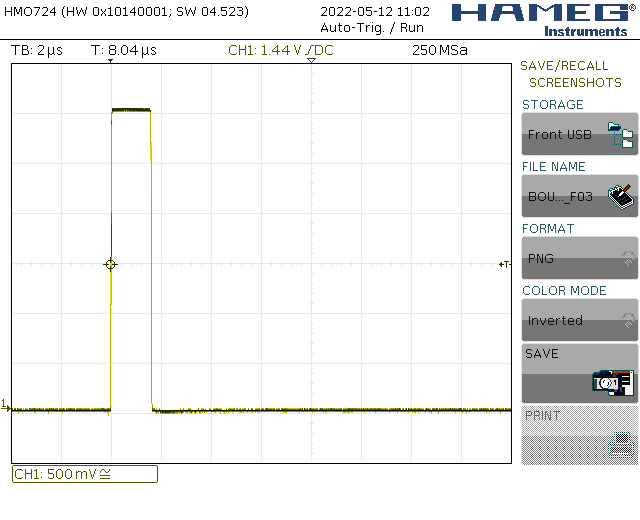 HMO724 (HW 0x10140001; SW 04.523)
2022-05-12 11:02
Auto-Trig. / Run
HAMEG®
Instruments
TB: 2µs T: 8.04µs CH1: 1.44 V / DC 250MSa
SAVE/RECALL
SCREENSHOTS
STORAGE
Front USB
FILE NAME
BOU..._F03
FORMAT
PNG
COLOR MODE
Inverted
SAVE
PRINT
T
1
CH1: 500mV ≅